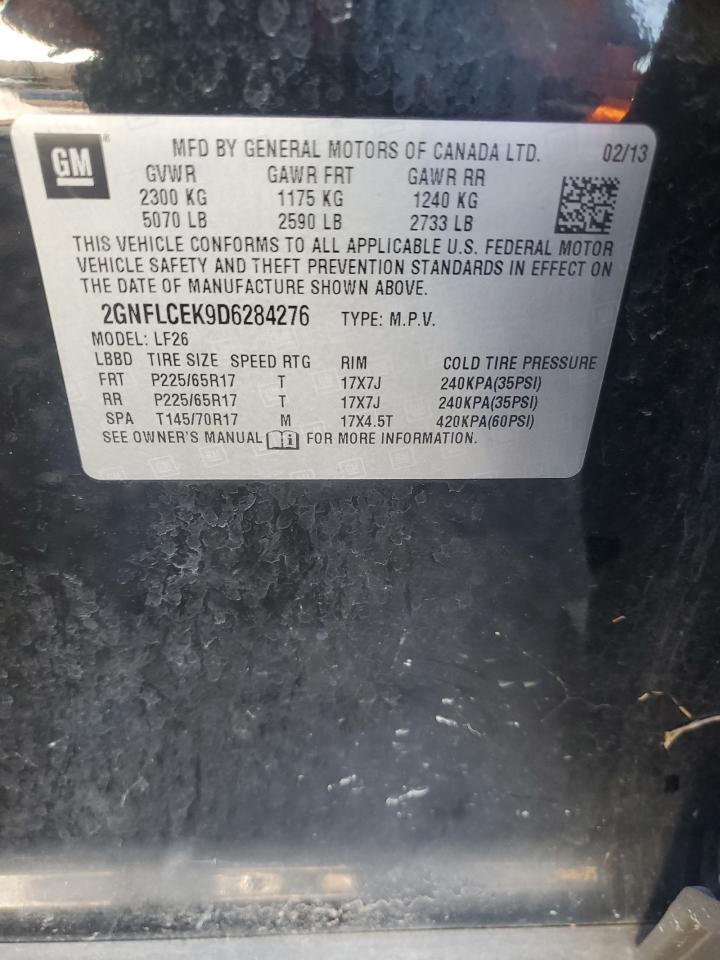 GM ® MFD BY GENERAL MOTORS OF CANADA LTD. 02/13
GVWR GAWR FRT GAWR RR
2300 KG 1175 KG 1240 KG
5070 LB 2590 LB 2733 LB
THIS VEHICLE CONFORMS TO ALL APPLICABLE U.S. FEDERAL MOTOR
VEHICLE SAFETY AND THEFT PREVENTION STANDARDS IN EFFECT ON
THE DATE OF MANUFACTURE SHOWN ABOVE.
2GNFLCEK9D6284276 TYPE: M.P.V.
MODEL: LF26
LBBD TIRE SIZE SPEED RTG RIM COLD TIRE PRESSURE
FRT P225/65R17 T 17X7J 240KPA(35PSI)
RR P225/65R17 T 17X7J 240KPA(35PSI)
SPA T145/70R17 M 17X4.5T 420KPA(60PSI)
SEE OWNER'S MANUAL i FOR MORE INFORMATION.